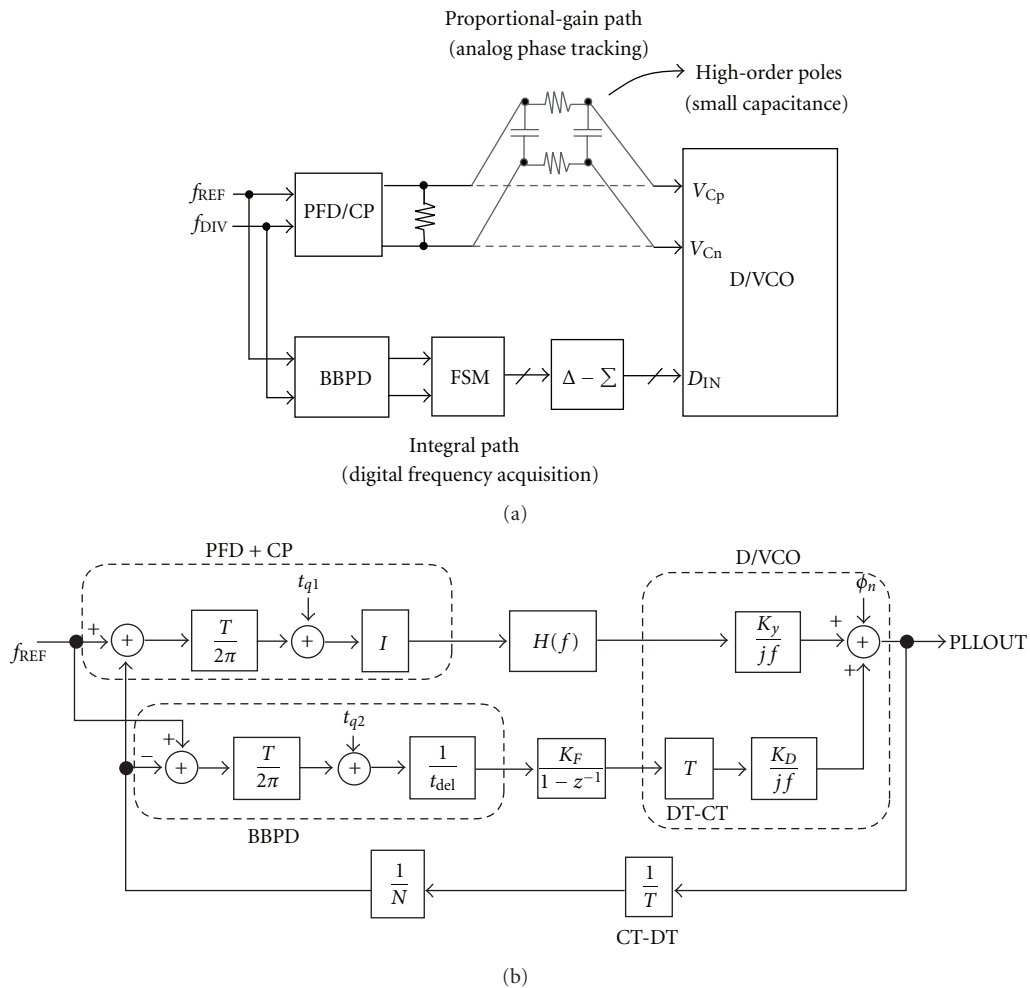 Proportional-gain path
(analog phase tracking)
High-order poles
(small capacitance)
fREF
fDIV
PFD/CP
VCp
VCn
D/VCO
BBPD
FSM
Δ − ∑
DIN
Integral path
(digital frequency acquisition)
(a)
PFD + CP
D/VCO
tq1
ϕn
+
+
T
2π
+
I
H(f)
Ky
jf
+
+
+
fREF
PLLOUT
tq2
+
−
+
T
2π
+
1
tdel
KF
1 − z−1
T
KD
jf
DT-CT
BBPD
1
N
1
T
CT-DT
(b)